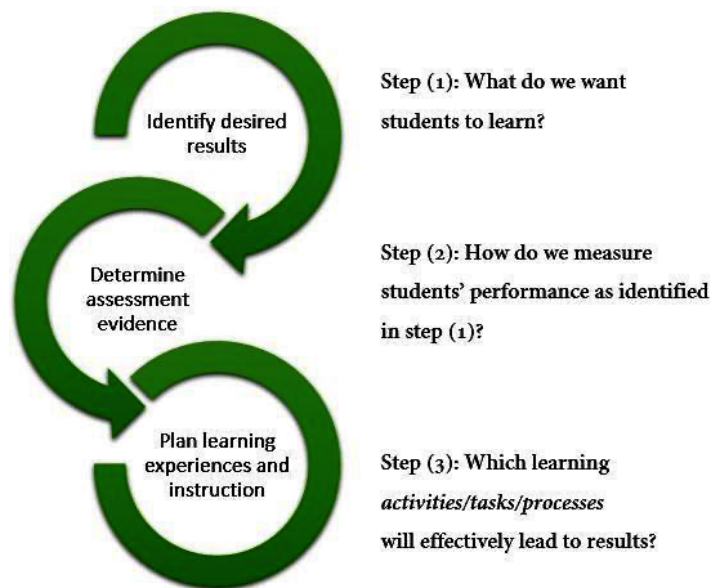 Identify desired
results
Step (1): What do we want
students to learn?
Determine
assessment
evidence
Step (2): How do we measure
students’ performance as identified
in step (1)?
Plan learning
experiences and
instruction
Step (3): Which learning
activities/tasks/processes
will effectively lead to results?